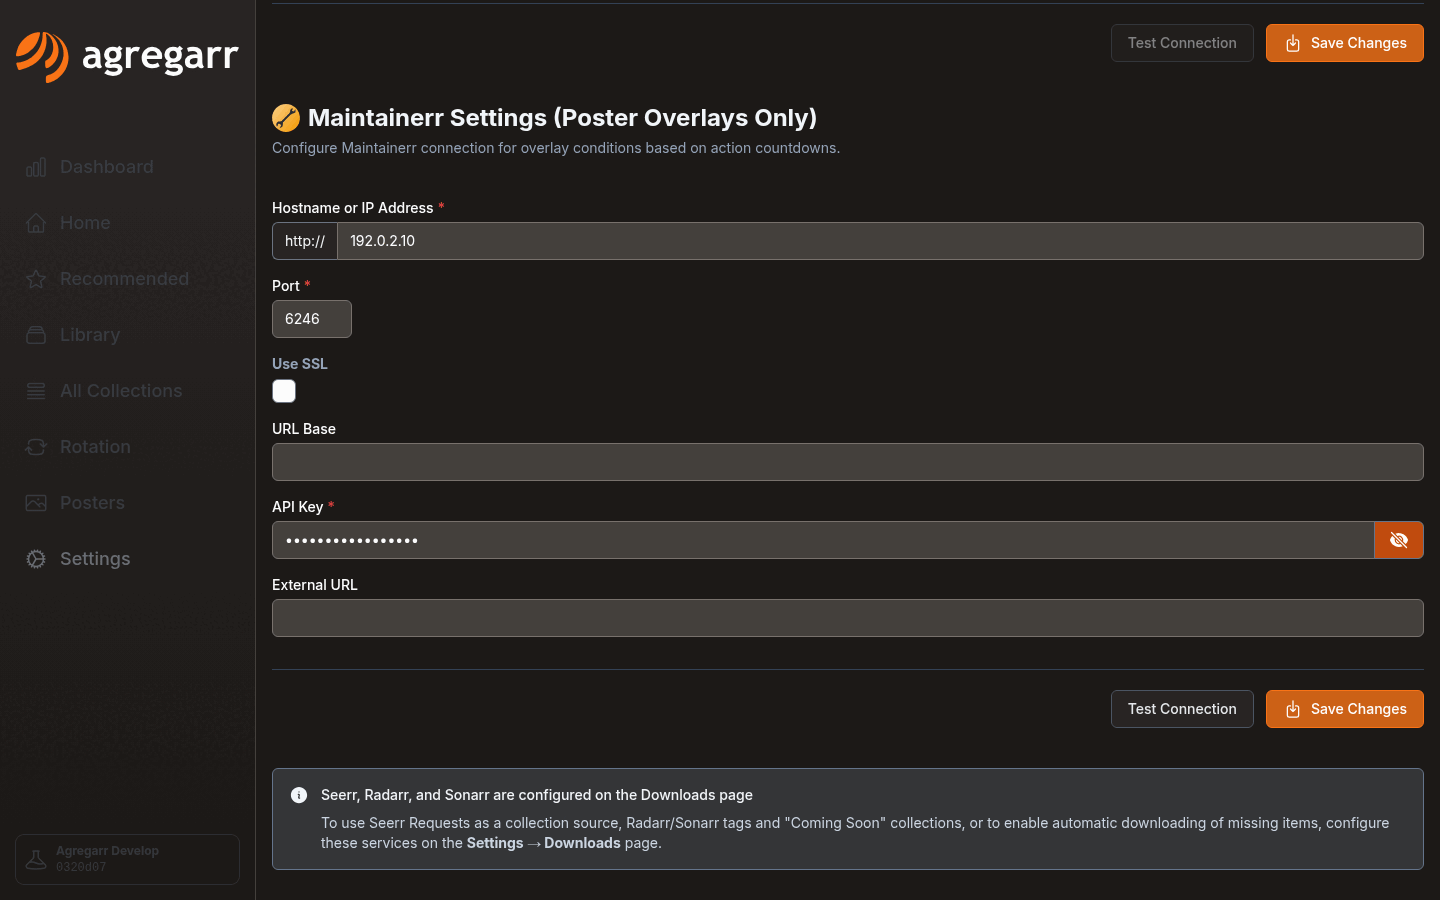 agregarr
Dashboard
Home
Recommended
Library
All Collections
Rotation
Posters
Settings
Agregarr Develop
0320d07
Test Connection
Save Changes
Maintainerr Settings (Poster Overlays Only)
Configure Maintainerr connection for overlay conditions based on action countdowns.
Hostname or IP Address *
http:// 192.0.2.10
Port *
6246
Use SSL
URL Base
API Key *
•••••••••••••••••
External URL
Test Connection
Save Changes
Seerr, Radarr, and Sonarr are configured on the Downloads page
To use Seerr Requests as a collection source, Radarr/Sonarr tags and "Coming Soon" collections, or to enable automatic downloading of missing items, configure
these services on the Settings → Downloads page.